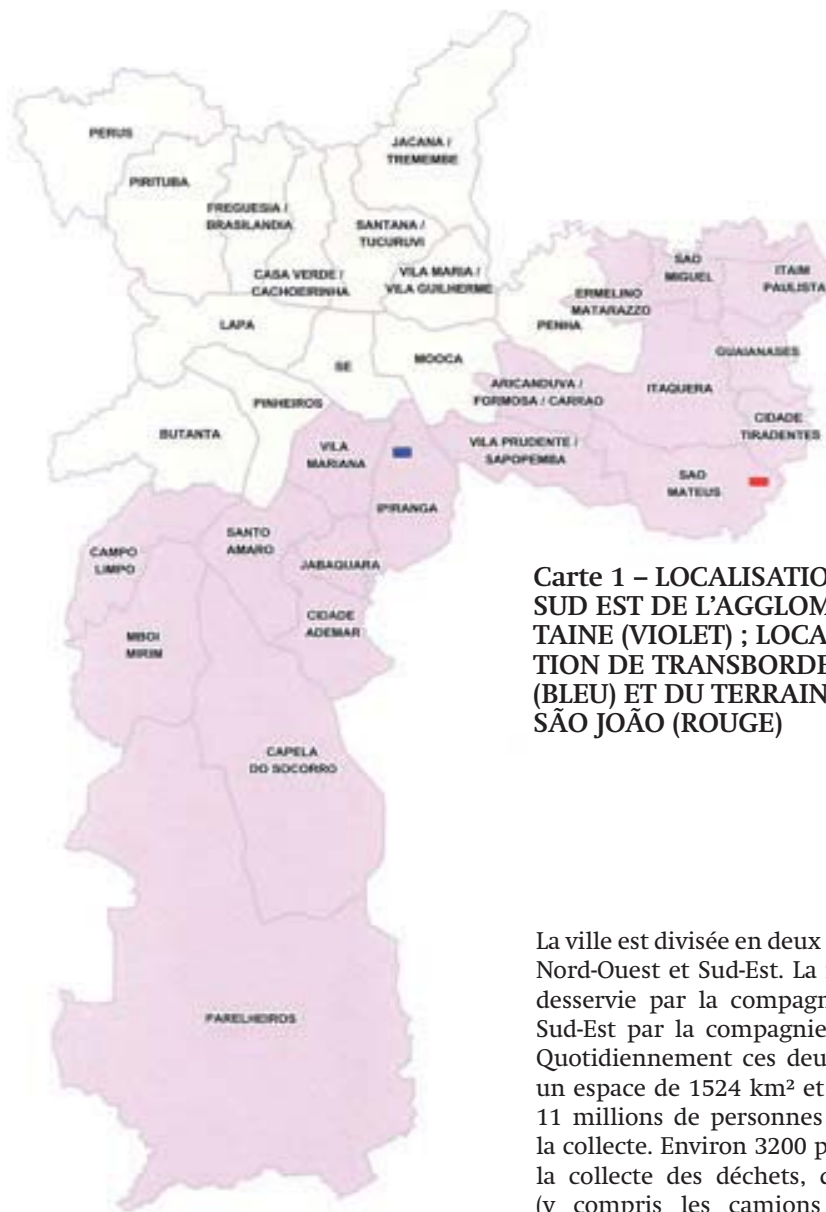 PERUS
JACANA /
TREMEMBE
PIRITUBA
FREGUESIA /
BRASILANDIA
SANTANA /
TUCURUVI
CASA VERDE /
CACHOEIRINHA
VILA MARIA /
VILA GUILHERME
SAO
MIGUEL
ITAIM
PAULISTA
ERMELINO
MATARAZZO
PENHA
LAPA
SE
MOOCA
GUAIANASES
ARICANDUVA /
FORMOSA / CARRAO
ITAQUERA
PINHEIROS
BUTANTA
VILA
MARIANA
VILA PRUDENTE /
SAPOPEMBA
CIDADE
TIRADENTES
SAO
MATEUS
IPIRANGA
SANTO
AMARO
CAMPO
LIMPO
JABAQUARA
CIDADE
ADEMAR
MBOI
MIRIM
CAPELA
DO SOCORRO
PARELHEIROS
Carte 1 – LOCALISATIO
SUD EST DE L’AGGLOM
TAINE (VIOLET) ; LOCA
TION DE TRANSBORDE
(BLEU) ET DU TERRAIN
SÃO JOÃO (ROUGE)
La ville est divisée en deux
Nord-Ouest et Sud-Est. La
desservie par la compagn
Sud-Est par la compagnie
Quotidiennement ces deu
un espace de 1524 km² et
11 millions de personnes
la collecte. Environ 3200 p
la collecte des déchets, d
(y compris les camions